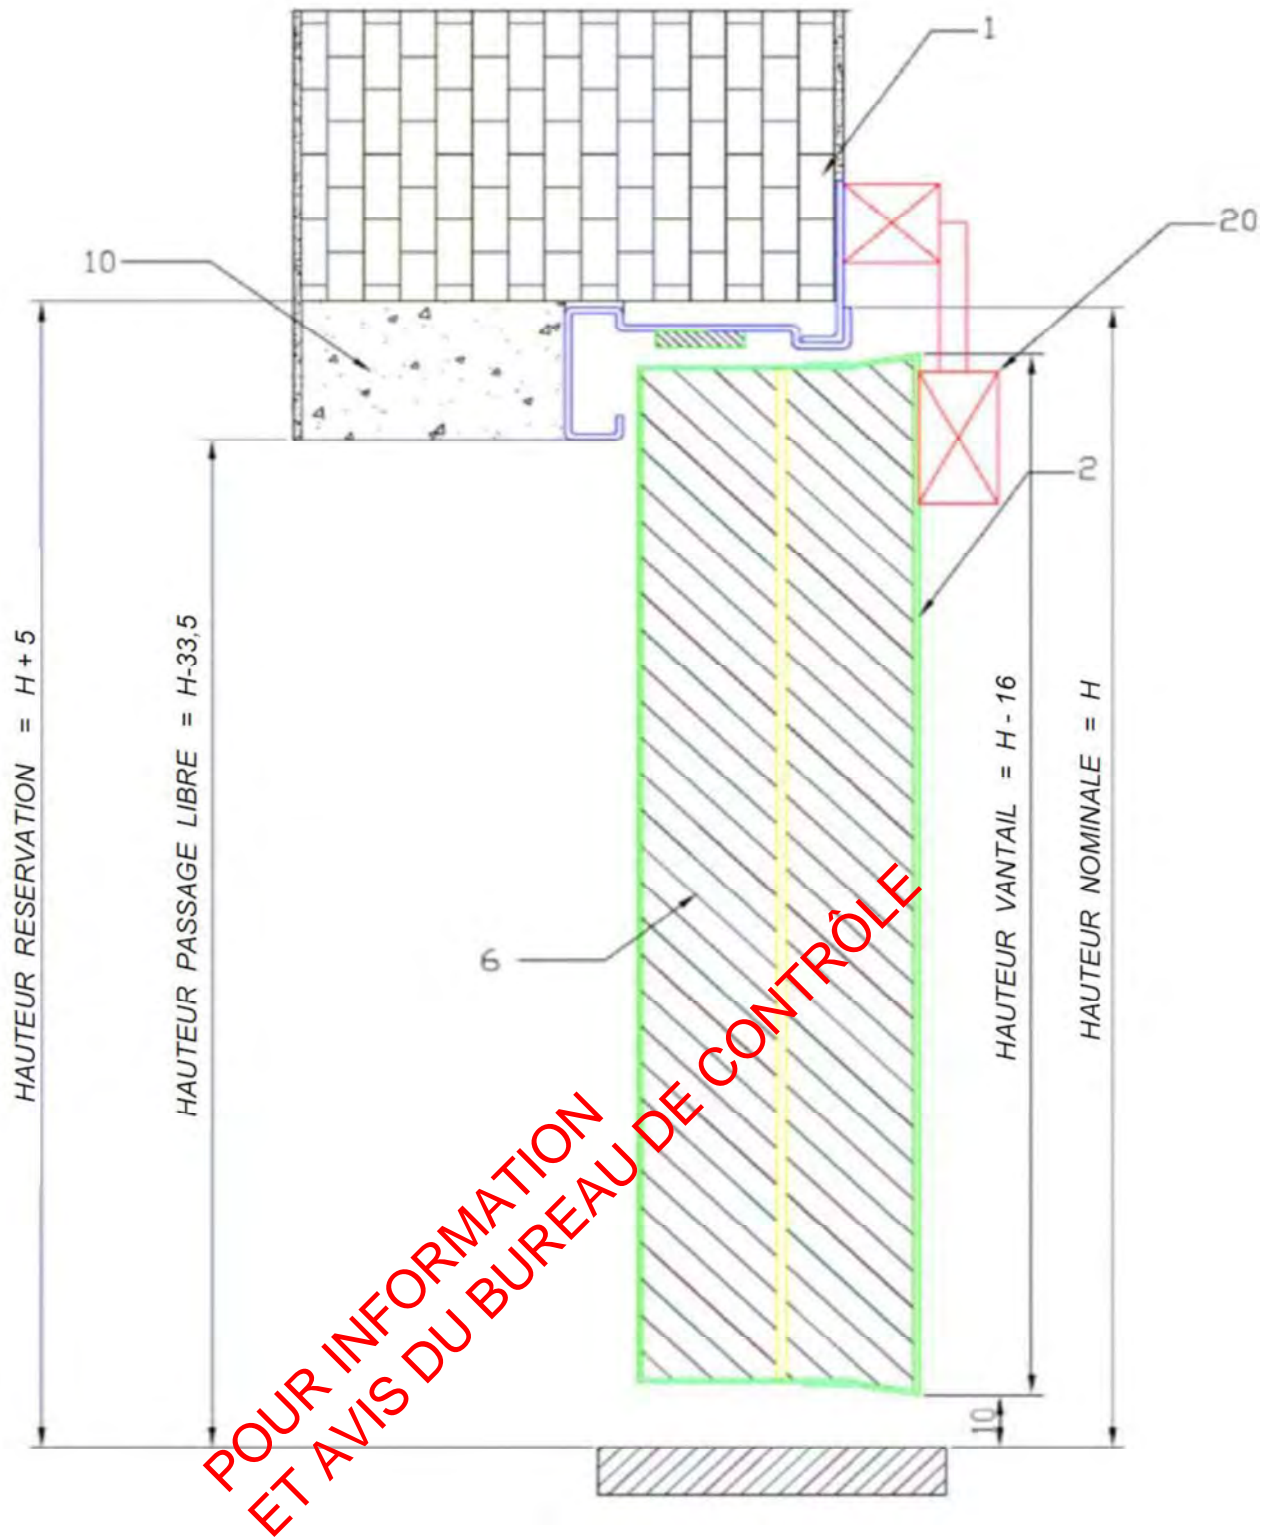 1
20
10
2
HAUTEUR RESERVATION = H + 5
HAUTEUR PASSAGE LIBRE = H-33,5
HAUTEUR VANTAIL = H - 16
HAUTEUR NOMINALE = H
6
POUR INFORMATION
ET AVIS DU BUREAU DE CONTRÔLE
10